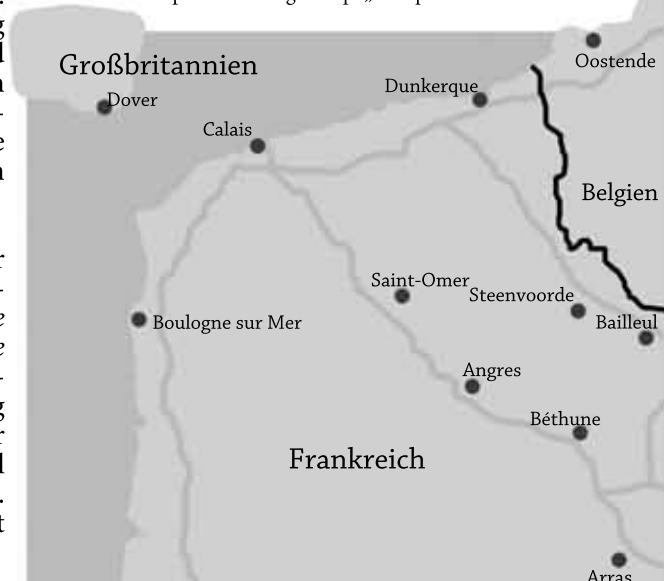 Großbritannien
Oostende
Dunkerque
Dover
Calais
Belgien
Saint-Omer
Steenvoorde
Boulogne sur Mer
Bailleul
Angres
Béthune
Frankreich
Arras